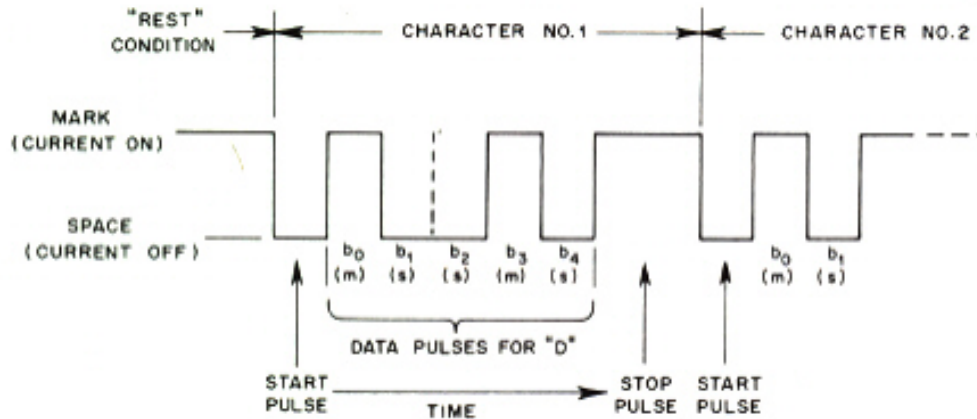 "REST"
CONDITION
CHARACTER NO.1
CHARACTER NO.2
MARK
(CURRENT ON)
SPACE
(CURRENT OFF)
b0 b1 b2 b3 b4
(m) (s) (s) (m) (s)
b0 b1
(m) (s)
DATA PULSES FOR "D"
START
PULSE
TIME
STOP
PULSE
START
PULSE